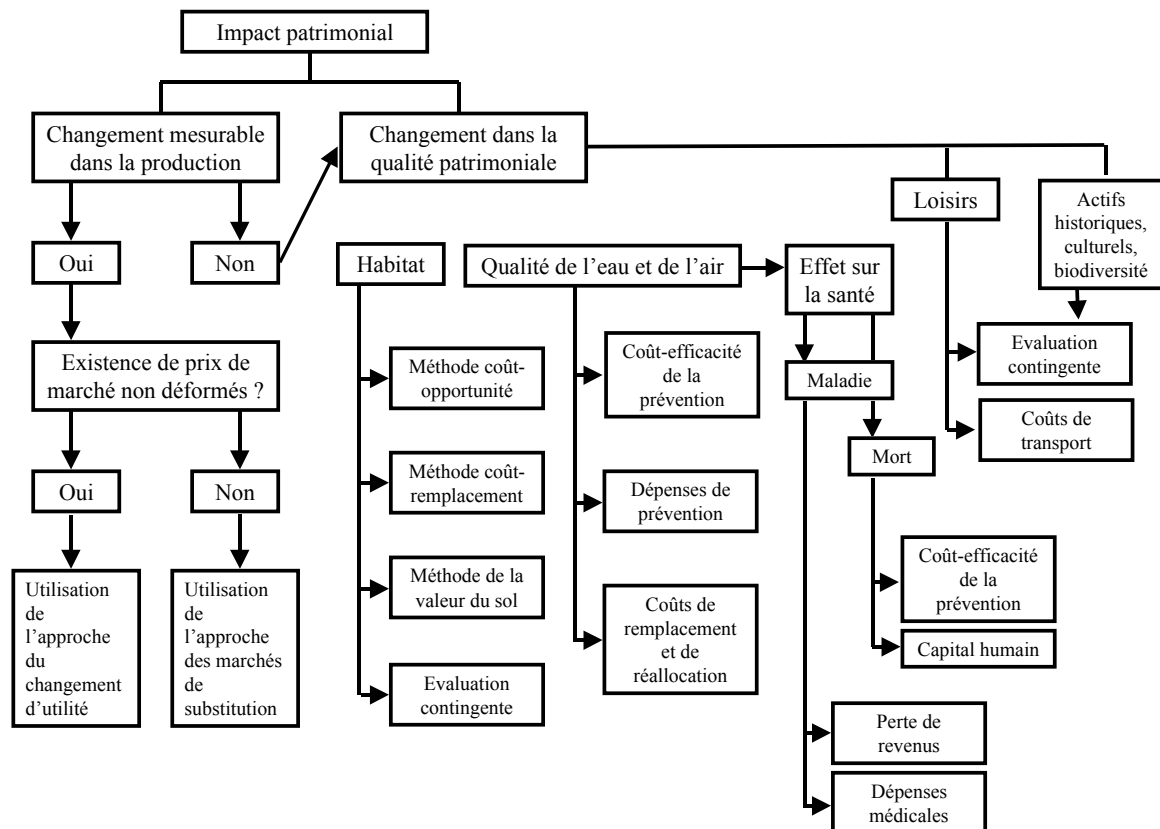 Impact patrimonial
Changement mesurable
dans la production
Changement dans la
qualité patrimoniale
Loisirs
Actifs
historiques,
culturels,
biodiversité
Oui
Non
Habitat
Qualité de l’eau et de l’air
Effet sur
la santé
Existence de prix de
marché non déformés ?
Méthode coût-
opportunité
Coût-efficacité
de la
prévention
Maladie
Evaluation
contingente
Coûts de
transport
Mort
Oui
Non
Méthode coût-
remplacement
Dépenses de
prévention
Utilisation
de
l’approche
du
changement
d’utilité
Utilisation
de
l’approche
des marchés
de
substitution
Méthode de la
valeur du sol
Coûts de
remplacement
et de
réallocation
Coût-efficacité
de la
prévention
Capital humain
Evaluation
contingente
Perte de
revenus
Dépenses
médicales